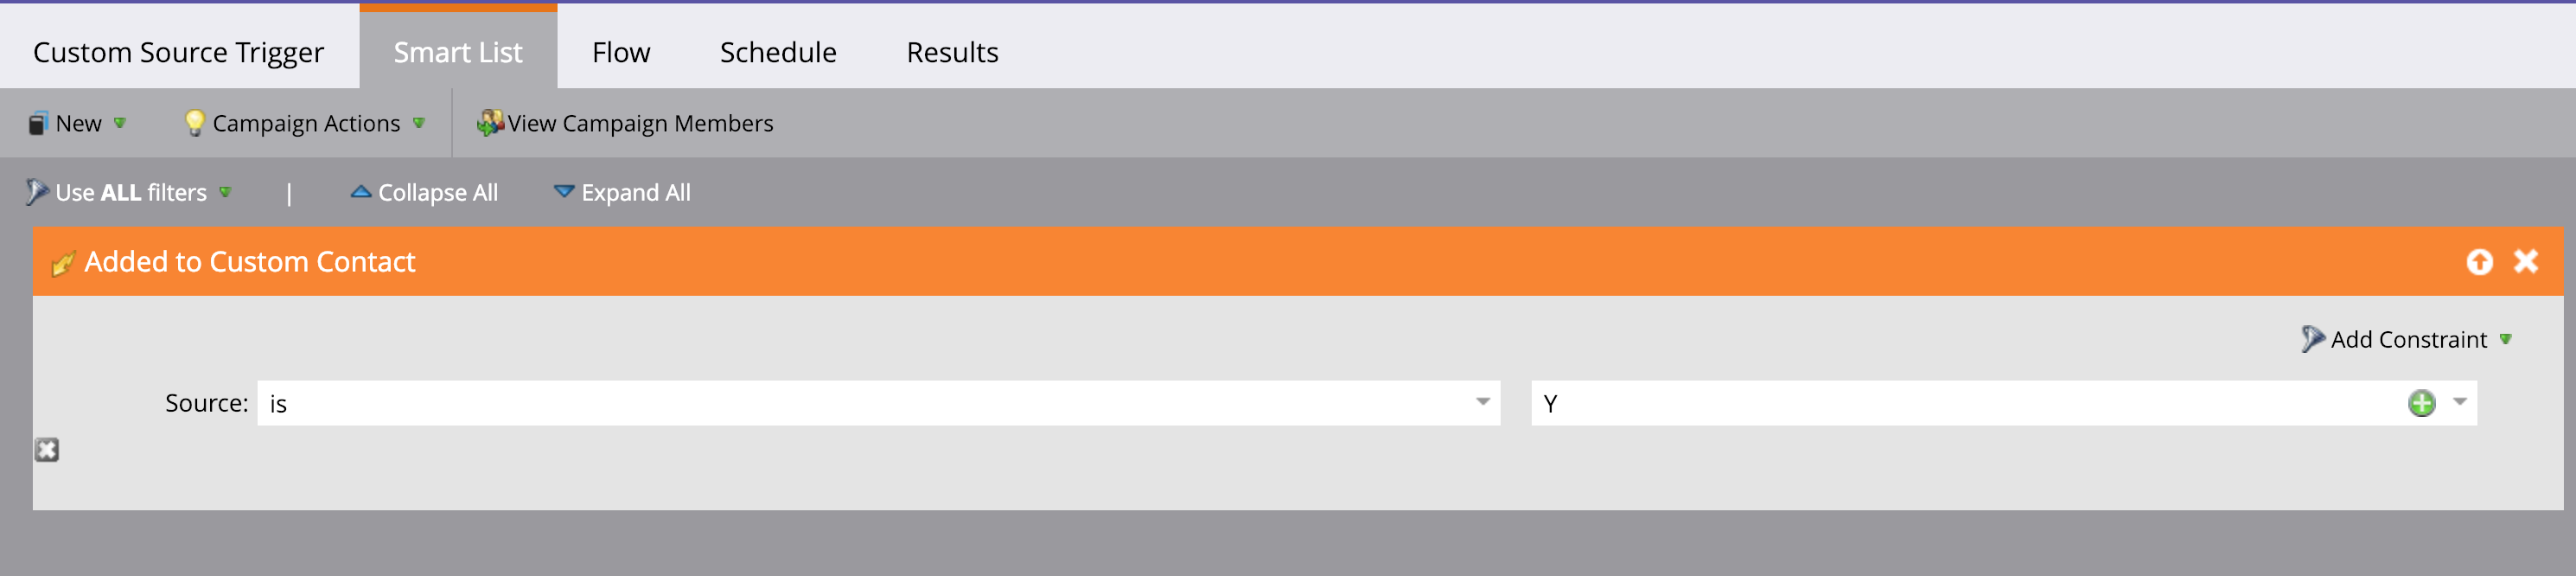 Custom Source Trigger Smart List Flow Schedule Results
New Campaign Actions View Campaign Members
Use ALL filters | Collapse All Expand All
Added to Custom Contact
Add Constraint
Source: is Y